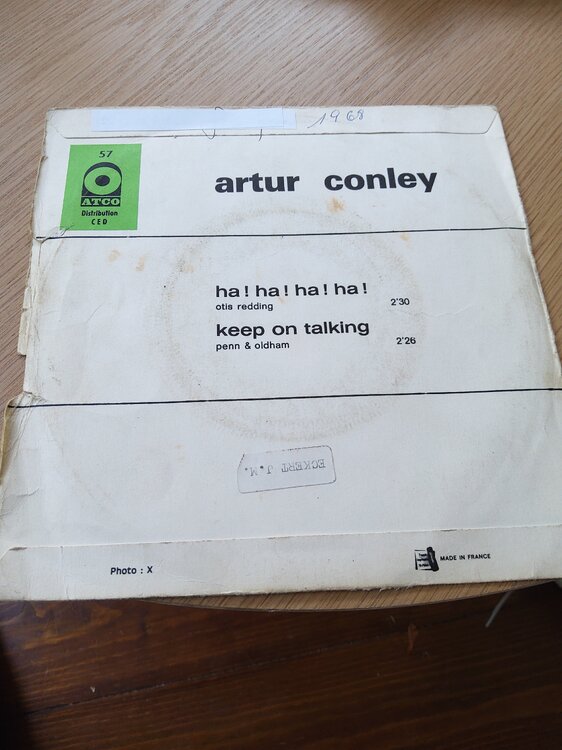 1968
57
ATCO
Distribution
CED
artur conley
ha! ha! ha! ha!
otis redding 2'30
keep on talking
penn & oldham 2'26
ECKERT J.M.
Photo : X
MADE IN FRANCE